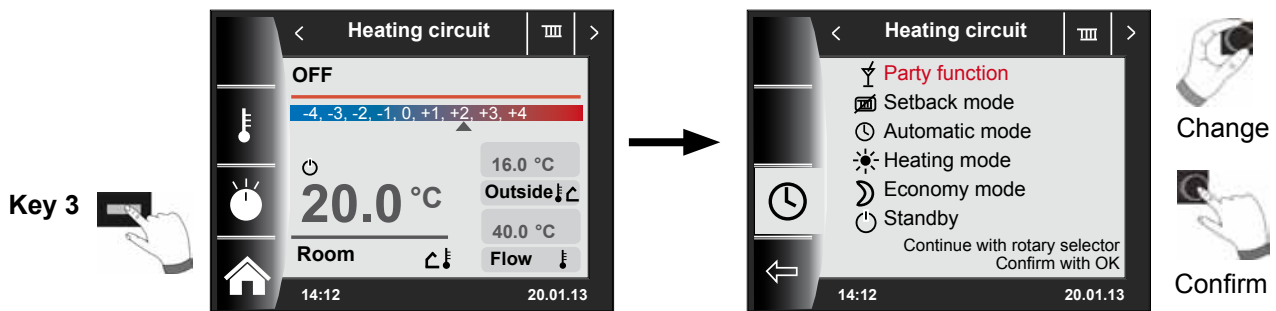 Key 3
< Heating circuit >
OFF
-4, -3, -2, -1, 0, +1, +2, +3, +4
20.0 °C
Room
16.0 °C
Outside
40.0 °C
Flow
14:12 20.01.13
< Heating circuit >
Party function
Setback mode
Automatic mode
Heating mode
Economy mode
Standby
Continue with rotary selector
Confirm with OK
14:12 20.01.13
Change
Confirm